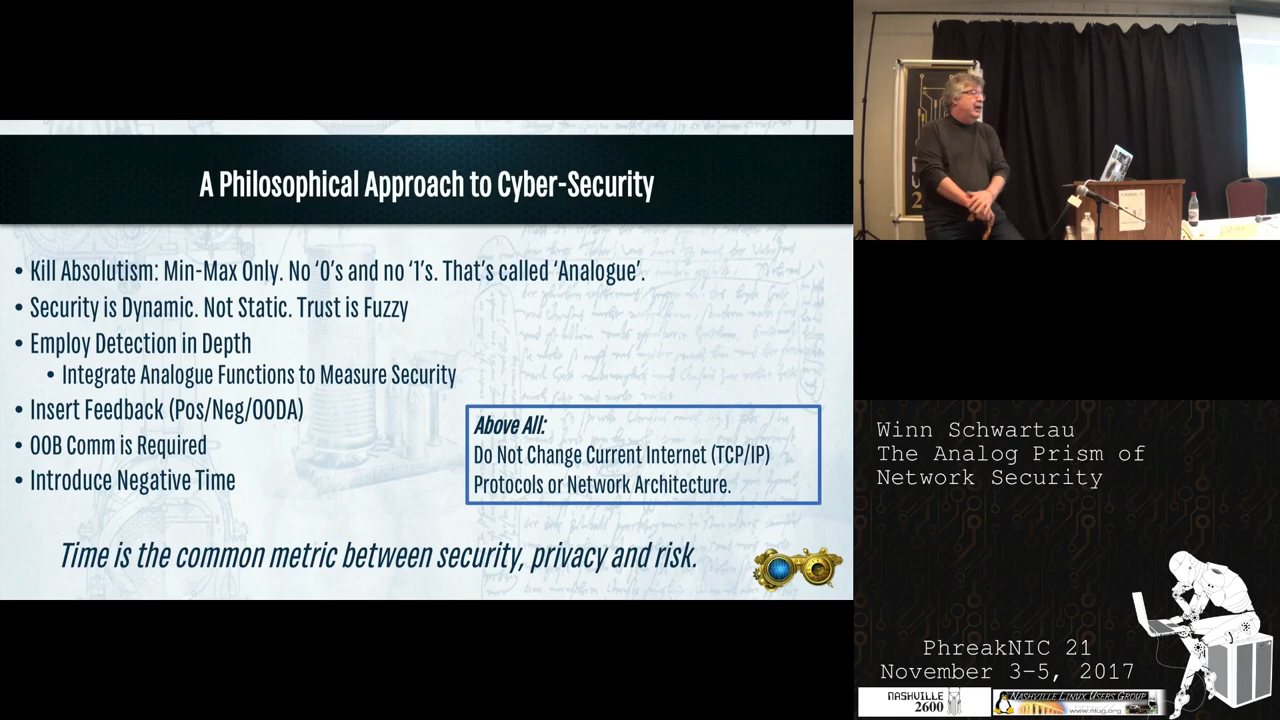 A Philosophical Approach to Cyber-Security
• Kill Absolutism: Min-Max Only. No ‘0’s and no ‘1’s. That’s called ‘Analogue’.
• Security is Dynamic. Not Static. Trust is Fuzzy
• Employ Detection in Depth
• Integrate Analogue Functions to Measure Security
• Insert Feedback (Pos/Neg/OODA)
• OOB Comm is Required
• Introduce Negative Time
Above All:
Do Not Change Current Internet (TCP/IP)
Protocols or Network Architecture.
Time is the common metric between security, privacy and risk.
Winn Schwartau
The Analog Prism of
Network Security
PhreakNIC 21
November 3-5, 2017
NASHVILLE
2600
NASHVILLE LINUX USERS GROUP
www.nlug.org